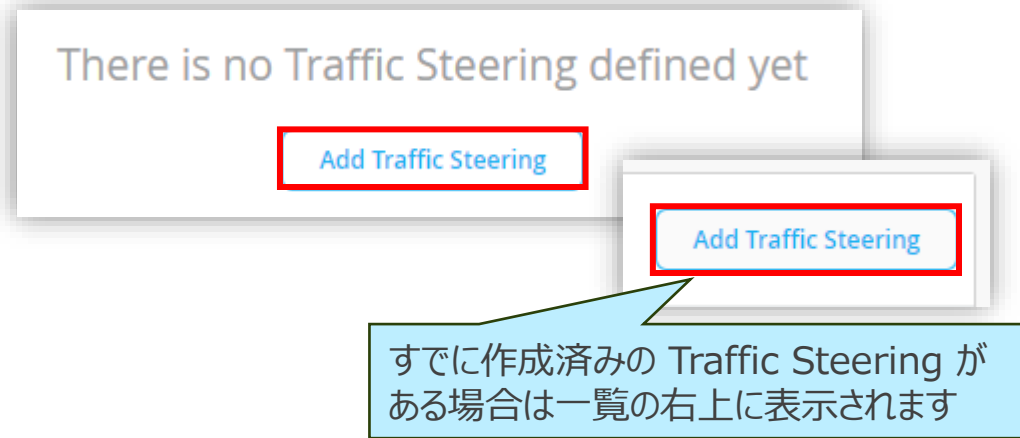 There is no Traffic Steering defined yet
Add Traffic Steering
Add Traffic Steering
すでに作成済みの Traffic Steering が
ある場合は一覧の右上に表示されます